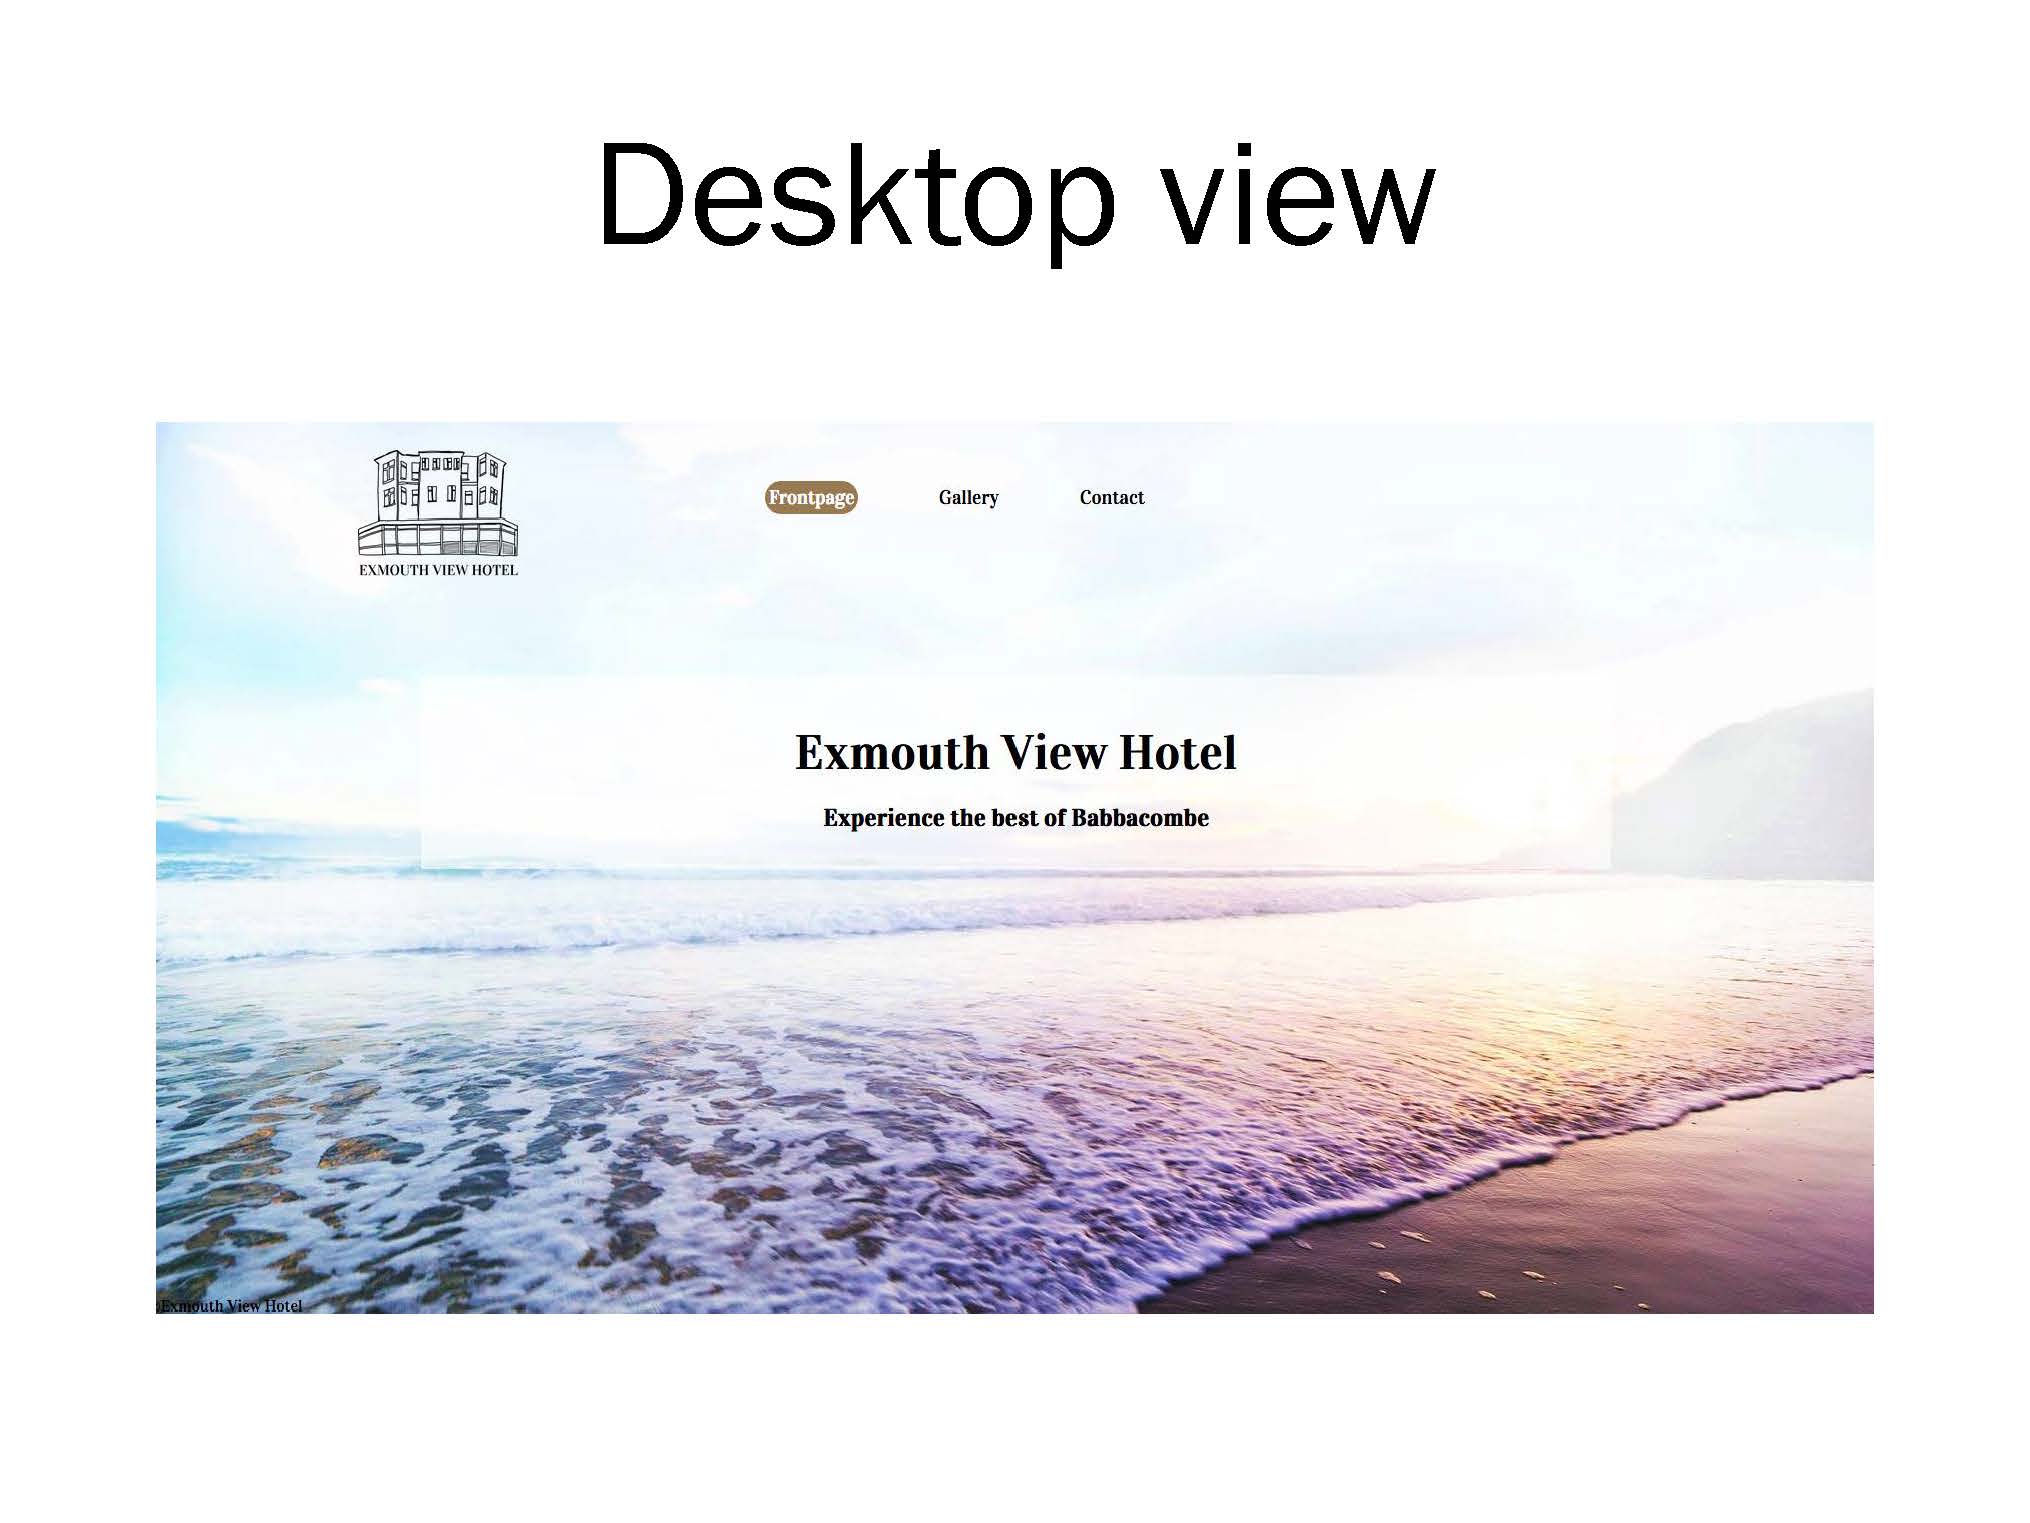 Desktop view
EXMOUTH VIEW HOTEL
Frontpage Gallery Contact
Exmouth View Hotel
Experience the best of Babbacombe
©Exmouth View Hotel